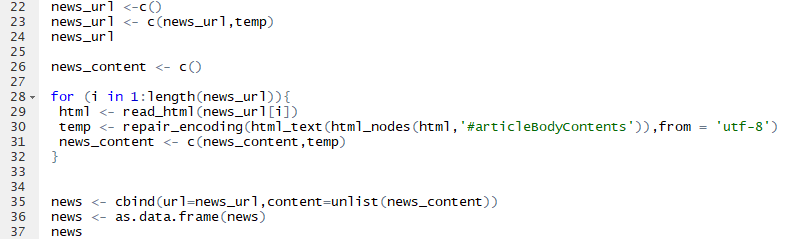 22 news_url <-c()
23 news_url <- c(news_url,temp)
24 news_url
25
26 news_content <- c()
27
28 for (i in 1:length(news_url)){
29 html <- read_html(news_url[i])
30 temp <- repair_encoding(html_text(html_nodes(html,'#articleBodyContents')),from = 'utf-8')
31 news_content <- c(news_content,temp)
32 }
33
34
35 news <- cbind(url=news_url,content=unlist(news_content))
36 news <- as.data.frame(news)
37 news